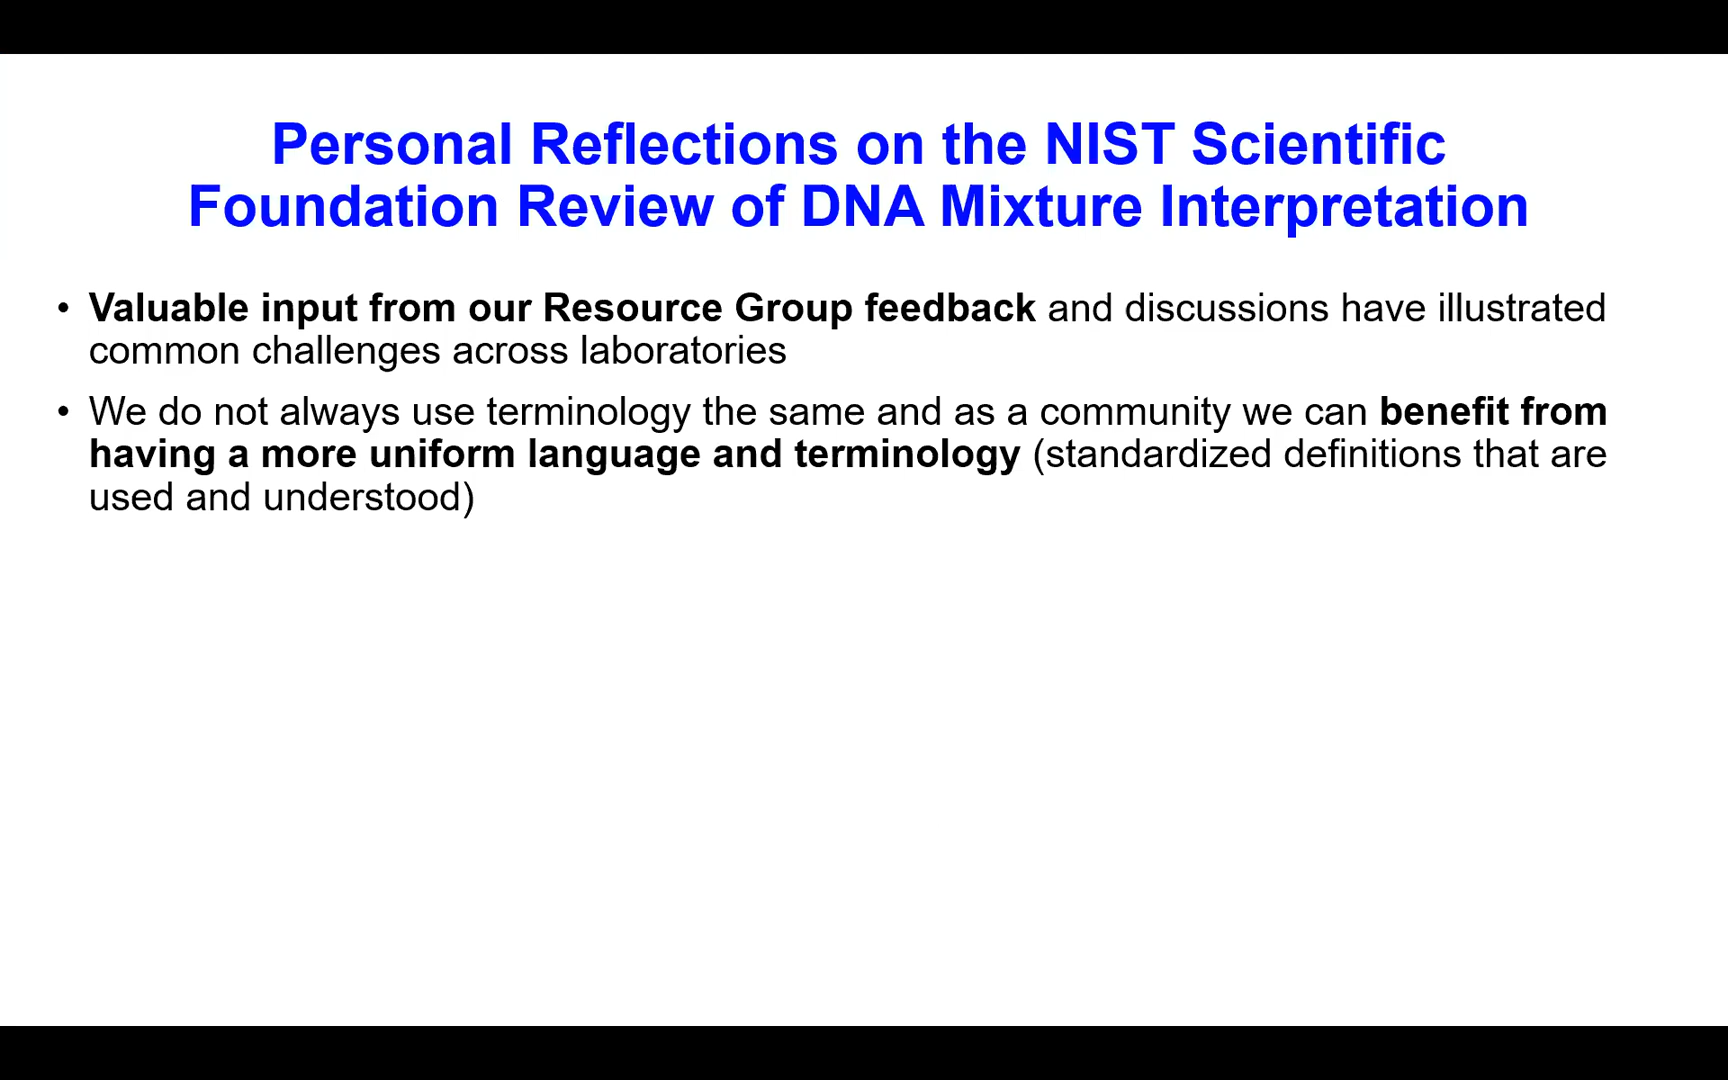 Personal Reflections on the NIST Scientific
Foundation Review of DNA Mixture Interpretation
• Valuable input from our Resource Group feedback and discussions have illustrated
common challenges across laboratories
• We do not always use terminology the same and as a community we can benefit from
having a more uniform language and terminology (standardized definitions that are
used and understood)